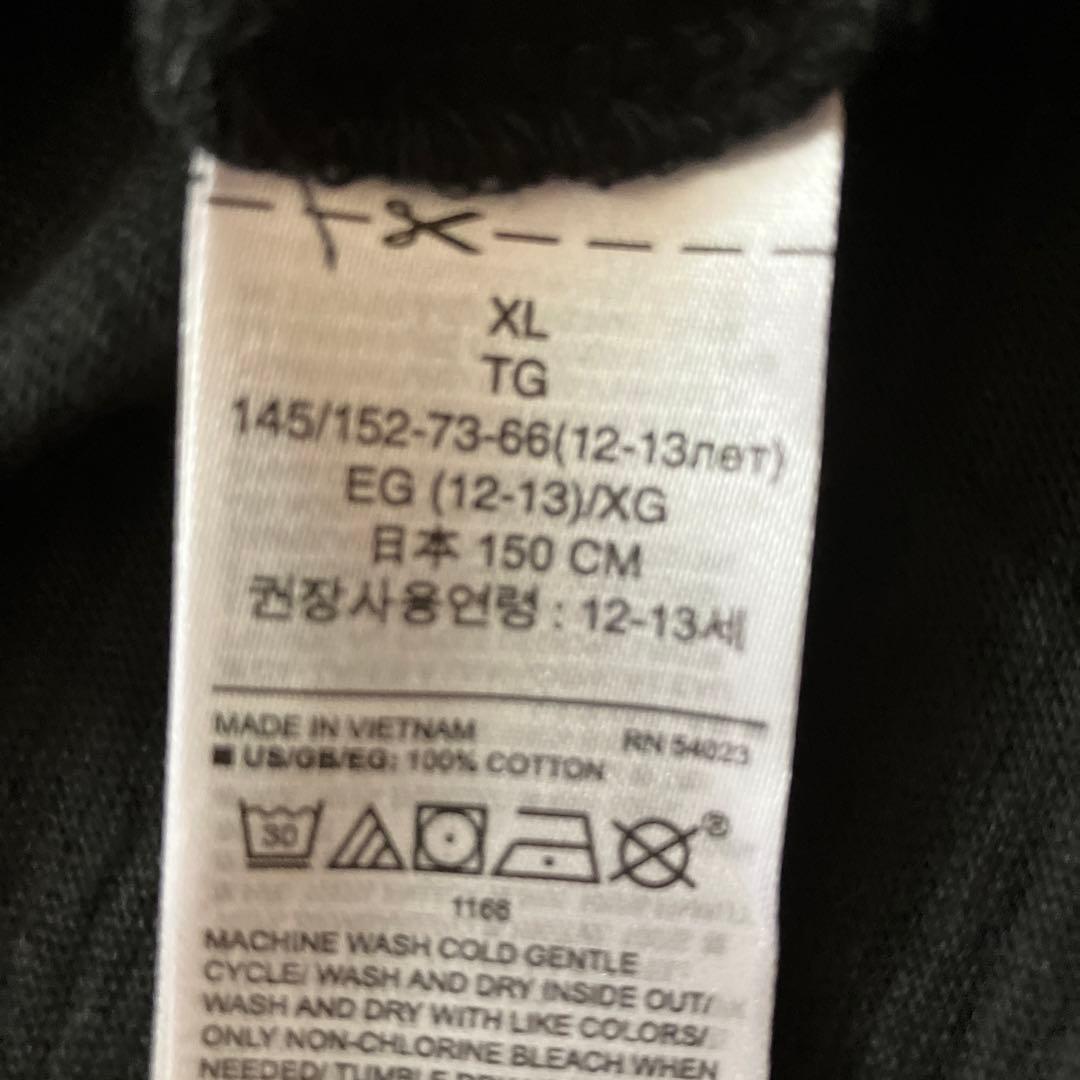 XL
TG
145/152-73-66(12-13лет)
EG (12-13)/XG
日本 150 CM
권장사용연령 : 12-13세
MADE IN VIETNAM
RN 54023
US/GB/EG: 100% COTTON
30
1166
MACHINE WASH COLD GENTLE
CYCLE/ WASH AND DRY INSIDE OUT/
WASH AND DRY WITH LIKE COLORS/
ONLY NON-CHLORINE BLEACH WHEN
NEEDED/ TUMBLE